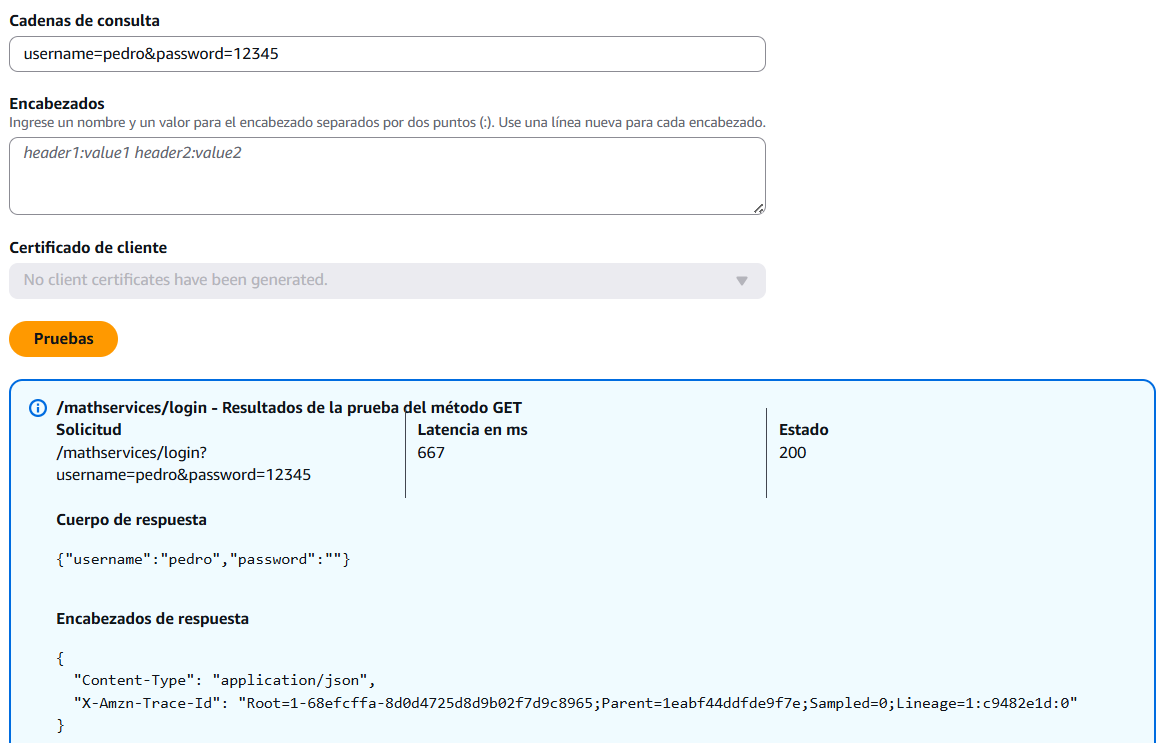 Cadenas de consulta
username=pedro&password=12345
Encabezados
Ingrese un nombre y un valor para el encabezado separados por dos puntos (:). Use una línea nueva para cada encabezado.
header1:value1 header2:value2
Certificado de cliente
No client certificates have been generated.
Pruebas
/mathservices/login - Resultados de la prueba del método GET
Solicitud
/mathservices/login?
username=pedro&password=12345
Latencia en ms
667
Estado
200
Cuerpo de respuesta
{"username":"pedro","password":""}
Encabezados de respuesta
{
  "Content-Type": "application/json",
  "X-Amzn-Trace-Id": "Root=1-68efcffa-8d0d4725d8d9b02f7d9c8965;Parent=1eabf44ddfde9f7e;Sampled=0;Lineage=1:c9482e1d:0"
}